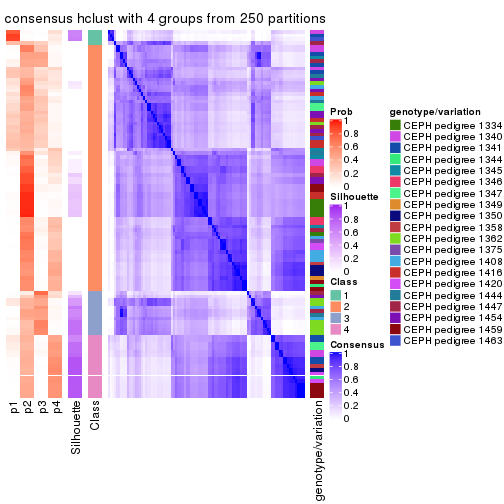 consensus hclust with 4 groups from 250 partitions
Prob
1
0.8
0.6
0.4
0.2
0
Silhouette
1
0.8
0.6
0.4
0.2
0
Class
1
2
3
4
Consensus
1
0.8
0.6
0.4
0.2
0
genotype/variation
CEPH pedigree 1334
CEPH pedigree 1340
CEPH pedigree 1341
CEPH pedigree 1344
CEPH pedigree 1345
CEPH pedigree 1346
CEPH pedigree 1347
CEPH pedigree 1349
CEPH pedigree 1350
CEPH pedigree 1358
CEPH pedigree 1362
CEPH pedigree 1375
CEPH pedigree 1408
CEPH pedigree 1416
CEPH pedigree 1420
CEPH pedigree 1444
CEPH pedigree 1447
CEPH pedigree 1454
CEPH pedigree 1459
CEPH pedigree 1463
p1
p2
p3
p4
Silhouette
Class
genotype/variation